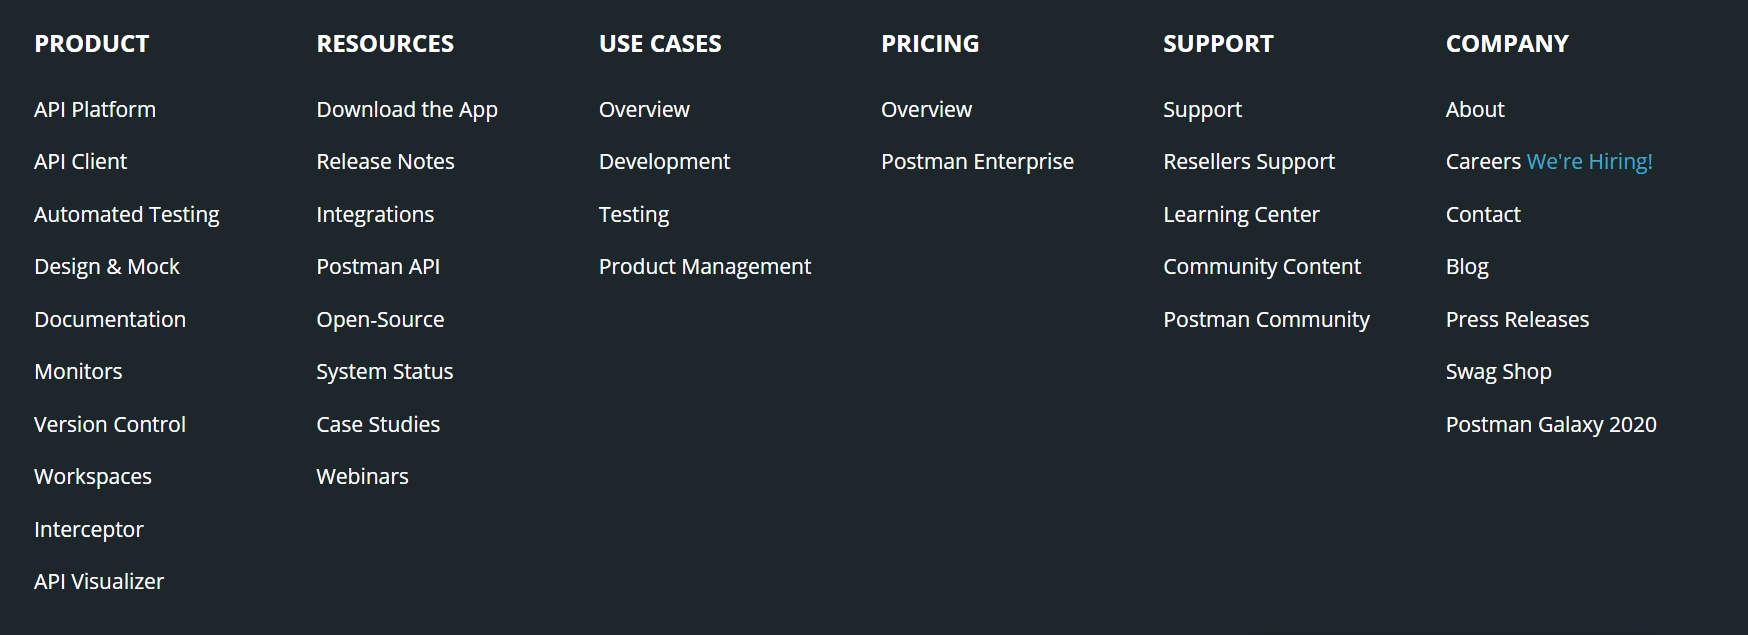 PRODUCT
API Platform
API Client
Automated Testing
Design & Mock
Documentation
Monitors
Version Control
Workspaces
Interceptor
API Visualizer
RESOURCES
Download the App
Release Notes
Integrations
Postman API
Open-Source
System Status
Case Studies
Webinars
USE CASES
Overview
Development
Testing
Product Management
PRICING
Overview
Postman Enterprise
SUPPORT
Support
Resellers Support
Learning Center
Community Content
Postman Community
COMPANY
About
Careers We're Hiring!
Contact
Blog
Press Releases
Swag Shop
Postman Galaxy 2020